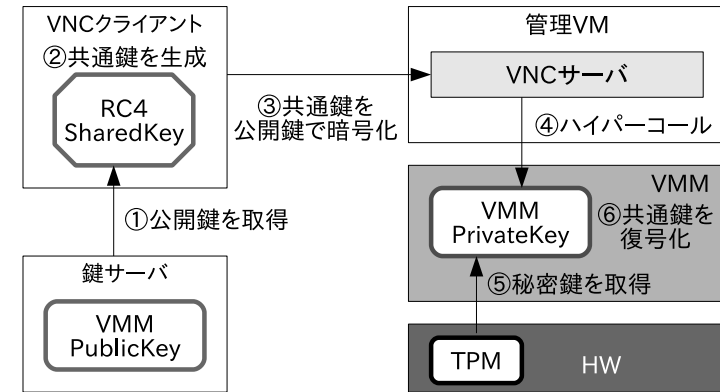 VNCクライアント
②共通鍵を生成
RC4
SharedKey
①公開鍵を取得
鍵サーバ
VMM
PublicKey
③共通鍵を
公開鍵で暗号化
管理VM
VNCサーバ
④ハイパーコール
VMM
VMM
PrivateKey
⑥共通鍵を
復号化
⑤秘密鍵を取得
TPM
HW